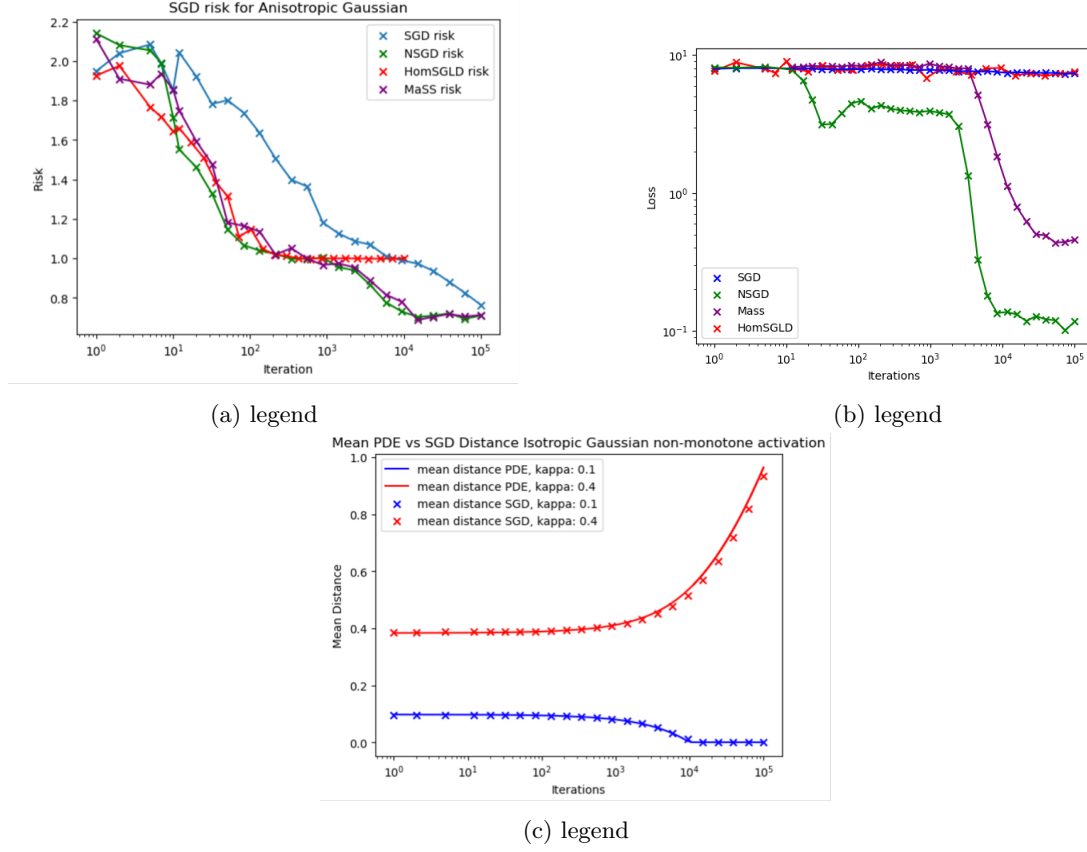 SGD risk for Anisotropic Gaussian
2.2
2.0
1.8
1.6
1.4
1.2
1.0
0.8
Risk
SGD risk
NSGD risk
HomSGLD risk
MaSS risk
10^0
10^1
10^2
10^3
10^4
10^5
Iteration
(a) legend
10^1
10^0
10^-1
Loss
SGD
NSGD
Mass
HomSGLD
10^0
10^1
10^2
10^3
10^4
10^5
Iterations
(b) legend
Mean PDE vs SGD Distance Isotropic Gaussian non-monotone activation
1.0
0.8
0.6
0.4
0.2
0.0
Mean Distance
mean distance PDE, kappa: 0.1
mean distance PDE, kappa: 0.4
mean distance SGD, kappa: 0.1
mean distance SGD, kappa: 0.4
10^0
10^1
10^2
10^3
10^4
10^5
Iterations
(c) legend